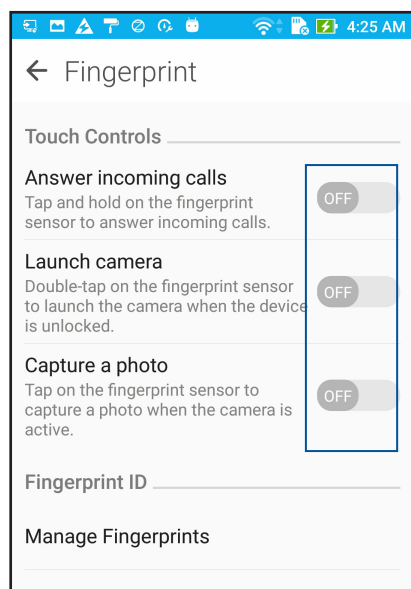 4:25 AM
Fingerprint
Touch Controls
Answer incoming calls
Tap and hold on the fingerprint
sensor to answer incoming calls.
OFF
Launch camera
Double-tap on the fingerprint sensor
to launch the camera when the device
is unlocked.
OFF
Capture a photo
Tap on the fingerprint sensor to
capture a photo when the camera is
active.
OFF
Fingerprint ID
Manage Fingerprints